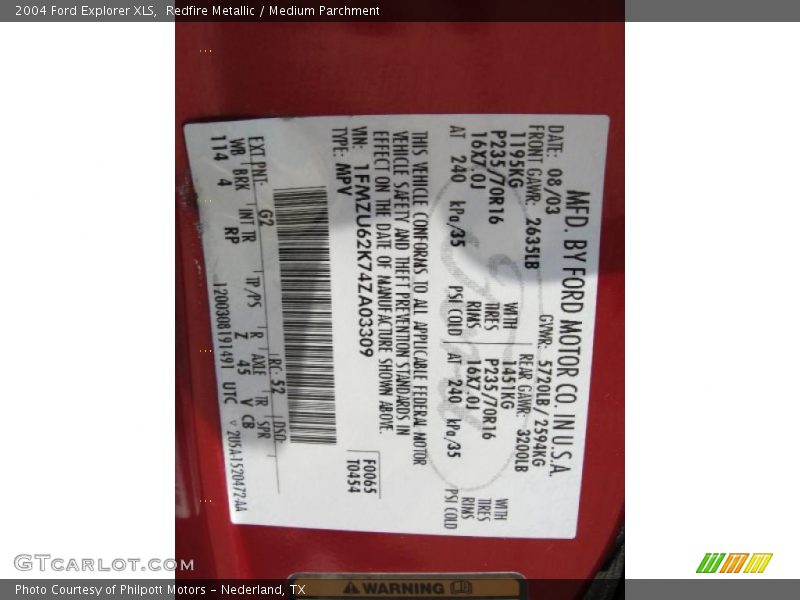 2004 Ford Explorer XLS,  Redfire Metallic / Medium Parchment
MFD. BY FORD MOTOR CO. IN U.S.A.
DATE: 08/03 GVWR: 5720LB/ 2594KG
FRONT GAWR: 2635LB REAR GAWR: 3200LB
1195KG WITH 1451KG WITH
P235/70R16 TIRES P235/70R16 TIRES
16X7.0J RIMS 16X7.0J RIMS
AT 240 kPa/35 PSI COLD AT 240 kPa/35 PSI COLD
THIS VEHICLE CONFORMS TO ALL APPLICABLE FEDERAL MOTOR
VEHICLE SAFETY AND THEFT PREVENTION STANDARDS IN
EFFECT ON THE DATE OF MANUFACTURE SHOWN ABOVE.
VIN: 1FMZU62K74ZA03309 F0065
TYPE: MPV T0454
EXT PNT: G2 RC: 52 DSO:
WB BRK INT TR TP/PS R AXLE TR SPR
114 4 RP Z 45 V CB
1200308191491 UTC
▽ 2U5A-1520472-AA
WARNING
GTCarLot.com
Photo Courtesy of Philpott Motors - Nederland, TX